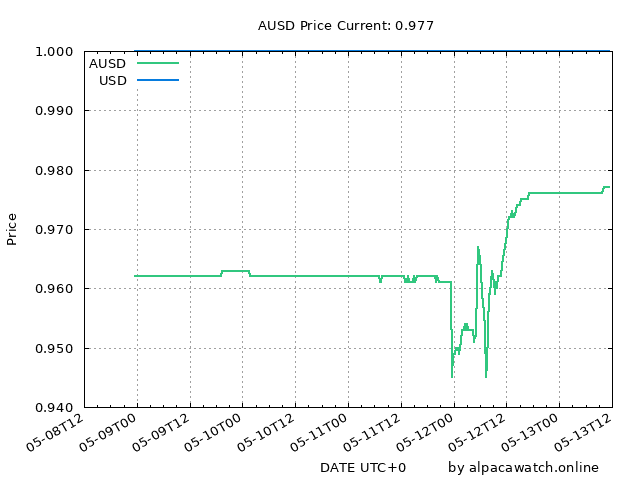 AUSD Price Current: 0.977
1.000
0.990
0.980
0.970
0.960
0.950
0.940
Price
AUSD
USD
05-08T12
05-09T00
05-09T12
05-10T00
05-10T12
05-11T00
05-11T12
05-12T00
05-12T12
05-13T00
05-13T12
DATE UTC+0
by alpacawatch.online